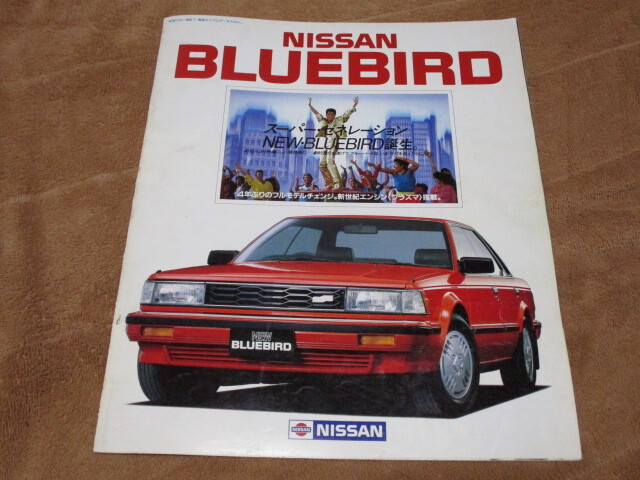 NISSAN
BLUEBIRD
スーパー・ゼネレーション
NEW・BLUEBIRD誕生。
4年ぶりのフルモデルチェンジ。新世紀エンジン〈プラズマ〉搭載。
NEW
BLUEBIRD
NISSAN NISSAN